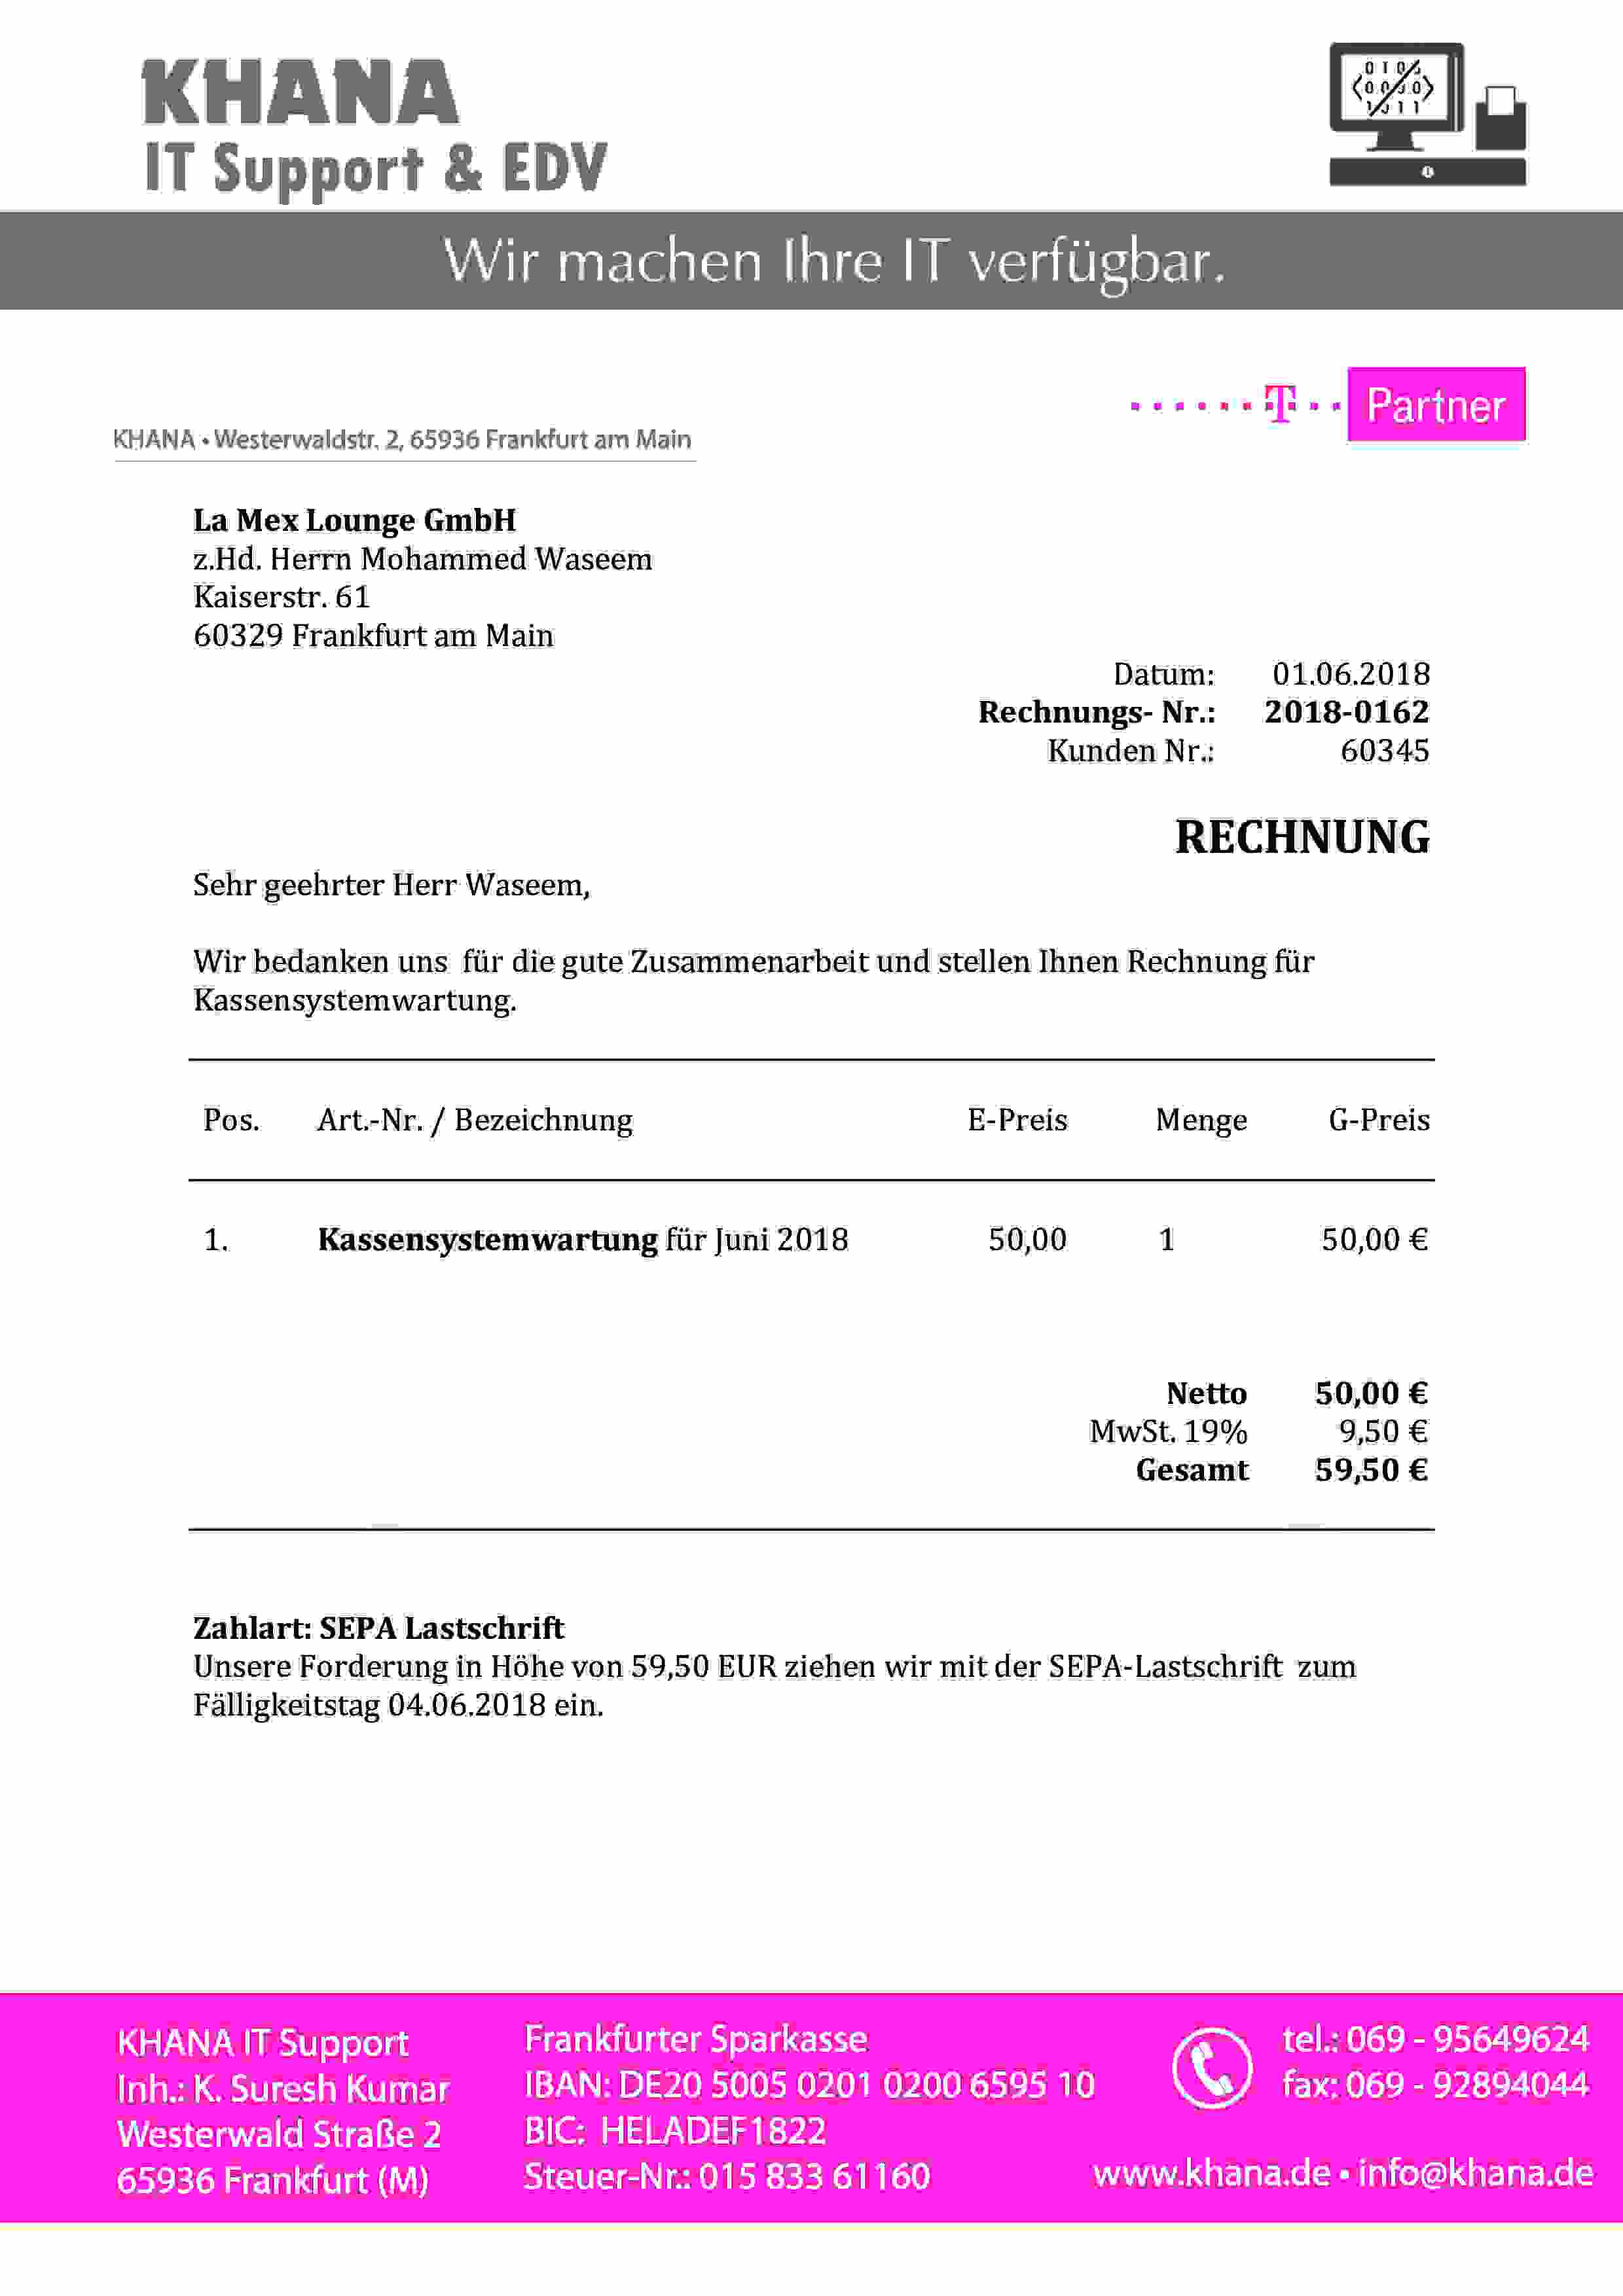 KHANA
IT Support & EDV
Wir machen Ihre IT verfügbar.
T Partner
KHANA • Westerwaldstr. 2, 65936 Frankfurt am Main
La Mex Lounge GmbH
z.Hd. Herrn Mohammed Waseem
Kaiserstr. 61
60329 Frankfurt am Main
Datum: 01.06.2018
Rechnungs- Nr.: 2018-0162
Kunden Nr.: 60345
RECHNUNG
Sehr geehrter Herr Waseem,
Wir bedanken uns für die gute Zusammenarbeit und stellen Ihnen Rechnung für
Kassensystemwartung.
Pos. Art.-Nr. / Bezeichnung E-Preis Menge G-Preis
1. Kassensystemwartung für Juni 2018 50,00 1 50,00 €
Netto 50,00 €
MwSt. 19% 9,50 €
Gesamt 59,50 €
Zahlart: SEPA Lastschrift
Unsere Forderung in Höhe von 59,50 EUR ziehen wir mit der SEPA-Lastschrift zum
Fälligkeitstag 04.06.2018 ein.
KHANA IT Support
Inh.: K. Suresh Kumar
Westerwald Straße 2
65936 Frankfurt (M)
Frankfurter Sparkasse
IBAN: DE20 5005 0201 0200 6595 10
BIC: HELADEF1822
Steuer-Nr.: 015 833 61160
tel.: 069 - 95649624
fax: 069 - 92894044
www.khana.de • info@khana.de